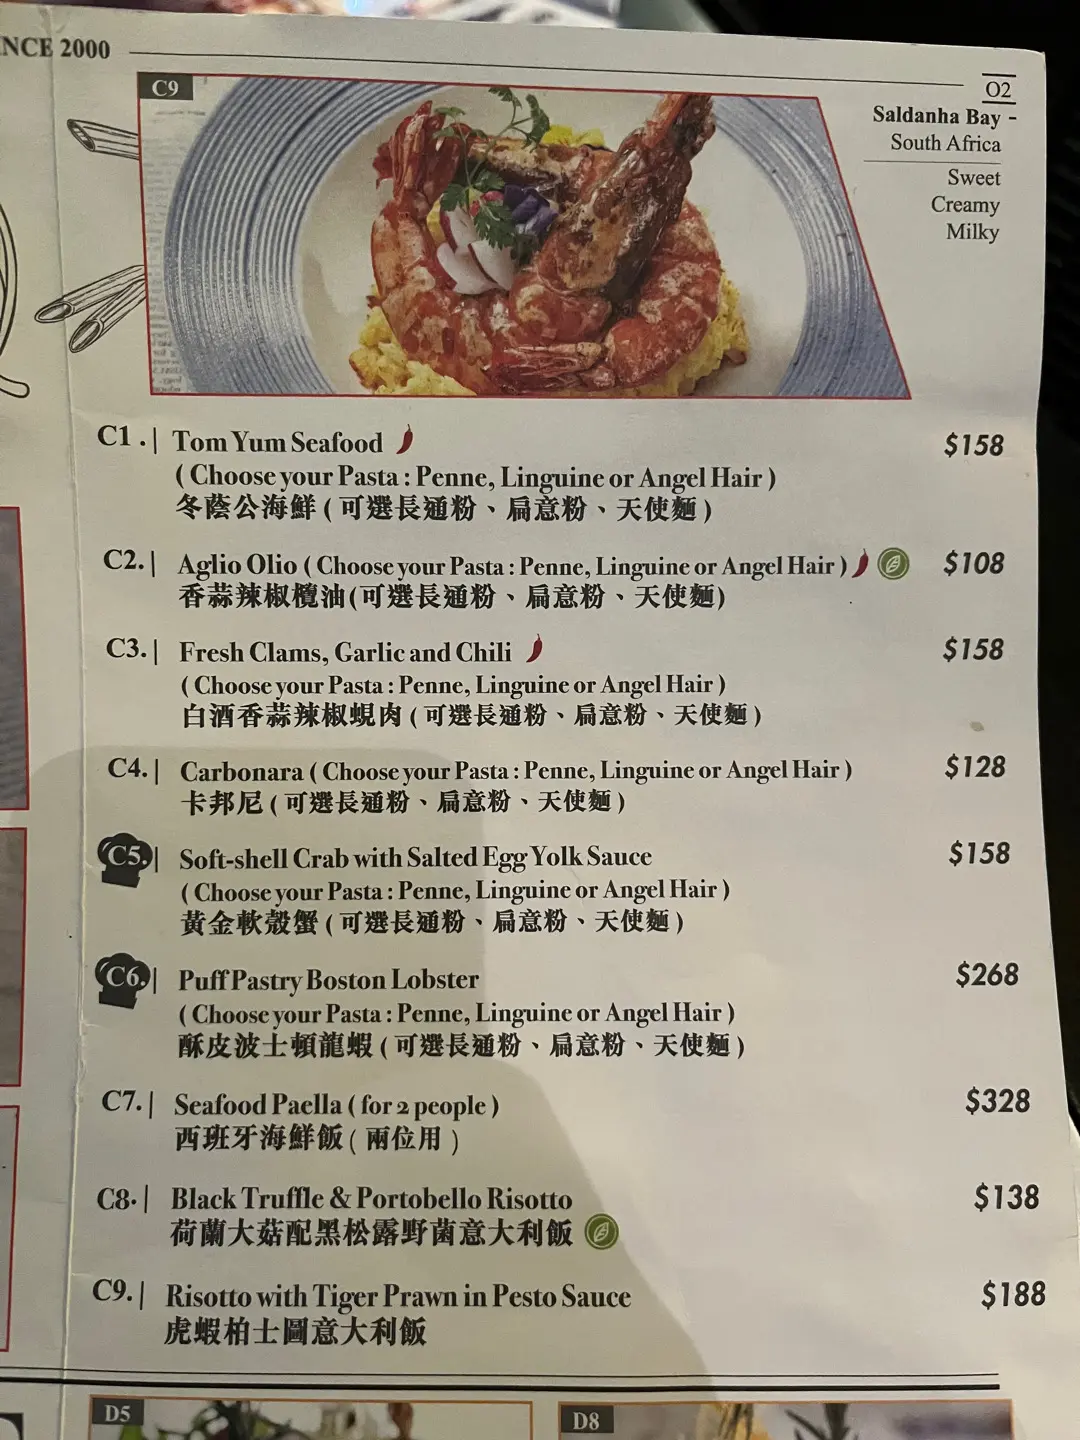 NCE 2000
C9
O2
Saldanha Bay -
South Africa
Sweet
Creamy
Milky
C1. | Tom Yum Seafood $158
( Choose your Pasta : Penne, Linguine or Angel Hair )
冬蔭公海鮮 ( 可選長通粉、扁意粉、天使麵 )
C2. | Aglio Olio ( Choose your Pasta : Penne, Linguine or Angel Hair ) $108
香蒜辣椒欖油(可選長通粉、扁意粉、天使麵)
C3. | Fresh Clams, Garlic and Chili $158
( Choose your Pasta : Penne, Linguine or Angel Hair )
白酒香蒜辣椒蜆肉 ( 可選長通粉、扁意粉、天使麵 )
C4. | Carbonara ( Choose your Pasta : Penne, Linguine or Angel Hair ) $128
卡邦尼 ( 可選長通粉、扁意粉、天使麵 )
C5. | Soft-shell Crab with Salted Egg Yolk Sauce $158
( Choose your Pasta : Penne, Linguine or Angel Hair )
黃金軟殼蟹 ( 可選長通粉、扁意粉、天使麵 )
C6. | Puff Pastry Boston Lobster $268
( Choose your Pasta : Penne, Linguine or Angel Hair )
酥皮波士頓龍蝦 ( 可選長通粉、扁意粉、天使麵 )
C7. | Seafood Paella ( for 2 people ) $328
西班牙海鮮飯 ( 兩位用 )
C8. | Black Truffle & Portobello Risotto $138
荷蘭大菇配黑松露野菌意大利飯
C9. | Risotto with Tiger Prawn in Pesto Sauce $188
虎蝦柏士圖意大利飯
D5
D8